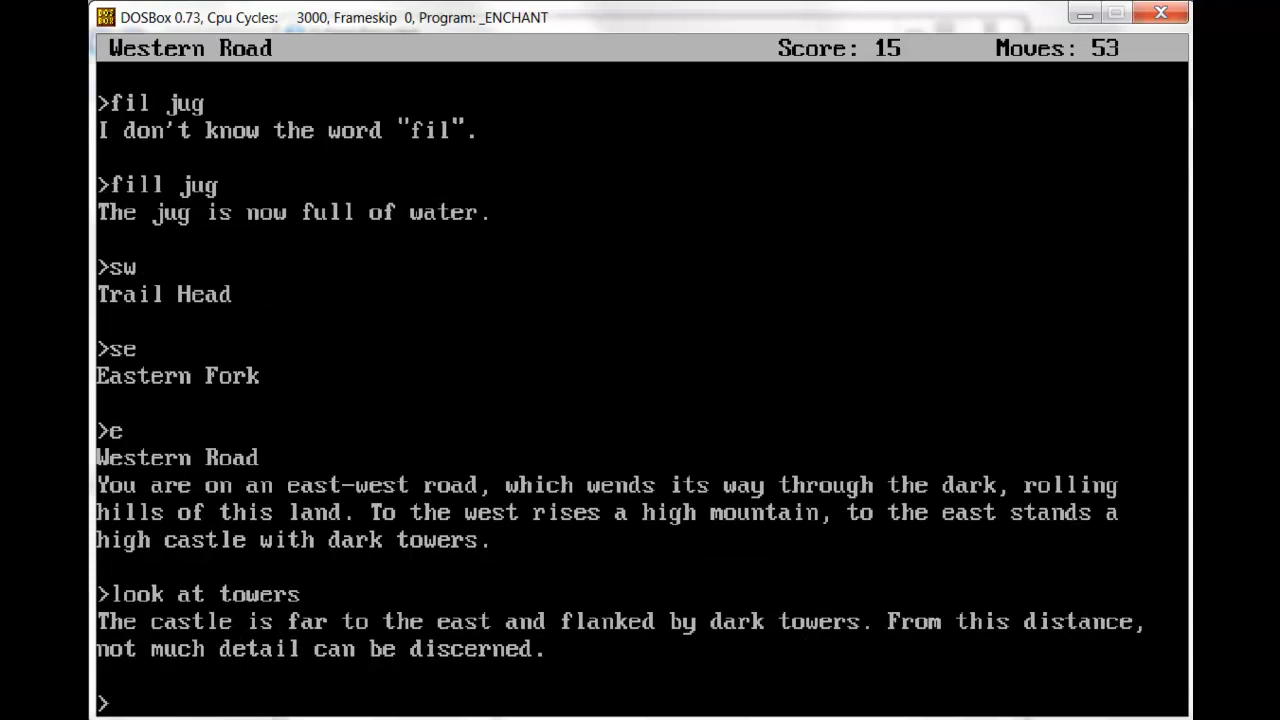 DOSBox 0.73, Cpu Cycles: 3000, Frameskip 0, Program: _ENCHANT
Western Road Score: 15 Moves: 53
>fil jug
I don't know the word "fil".
>fill jug
The jug is now full of water.
>sw
Trail Head
>se
Eastern Fork
>e
Western Road
You are on an east-west road, which wends its way through the dark, rolling
hills of this land. To the west rises a high mountain, to the east stands a
high castle with dark towers.
>look at towers
The castle is far to the east and flanked by dark towers. From this distance,
not much detail can be discerned.
>